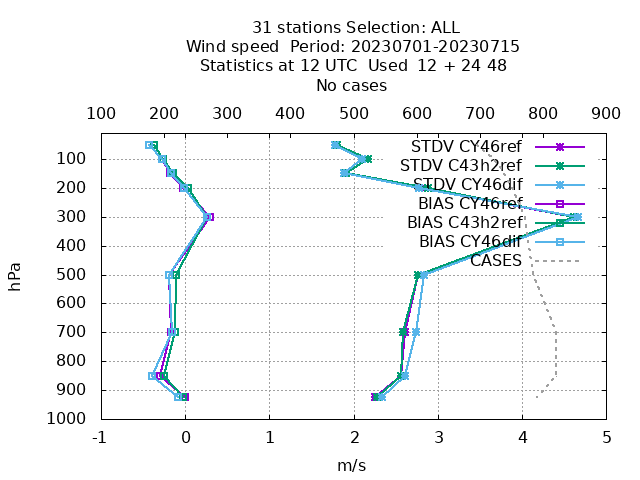 31 stations Selection: ALL
Wind speed  Period: 20230701-20230715
Statistics at 12 UTC  Used  12 + 24 48
No cases
100 200 300 400 500 600 700 800 900
STDV CY46ref
STDV C43h2ref
STDV CY46dif
BIAS CY46ref
BIAS C43h2ref
BIAS CY46dif
CASES
100
200
300
400
500
600
700
800
900
1000
hPa
-1 0 1 2 3 4 5
m/s